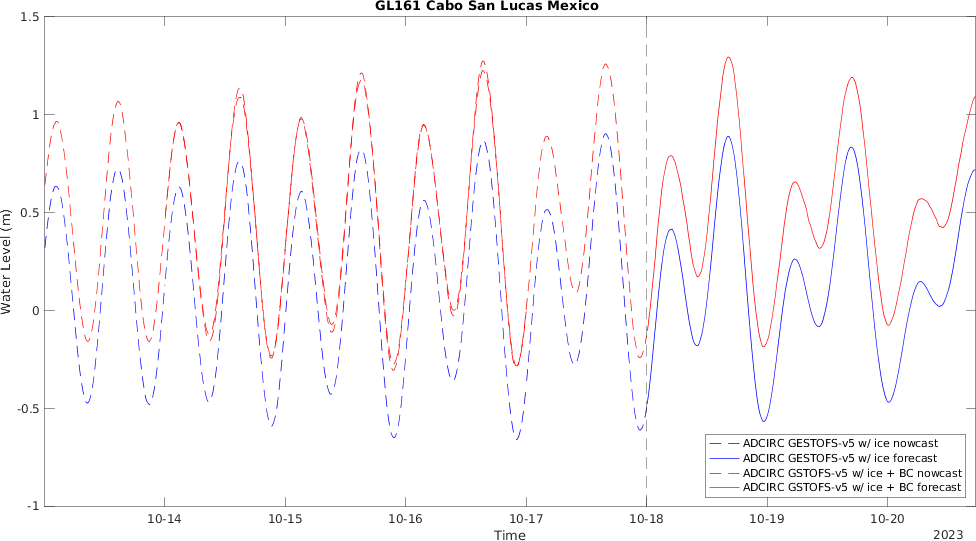 GL161 Cabo San Lucas Mexico
1.5
1
0.5
0
-0.5
-1
Water Level (m)
10-14 10-15 10-16 10-17 10-18 10-19 10-20
Time
2023
ADCIRC GESTOFS-v5 w/ ice nowcast
ADCIRC GESTOFS-v5 w/ ice forecast
ADCIRC GSTOFS-v5 w/ ice + BC nowcast
ADCIRC GSTOFS-v5 w/ ice + BC forecast